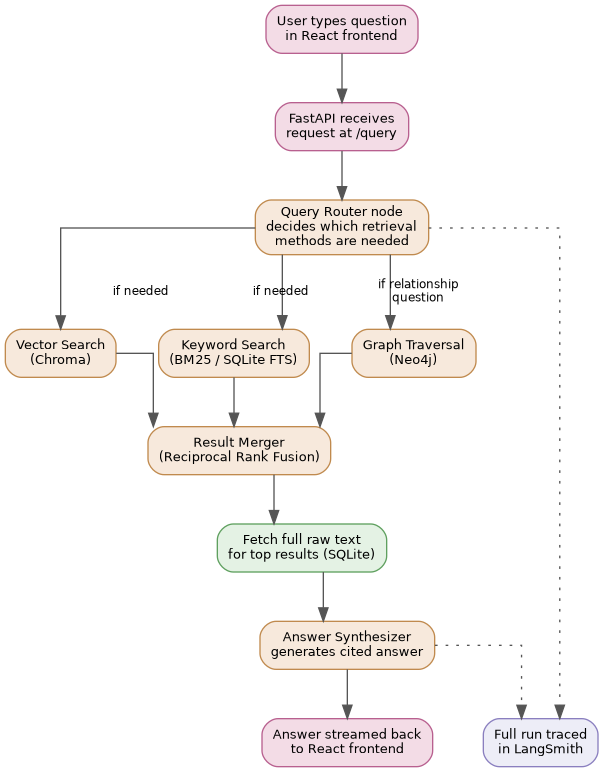 User types question
in React frontend
FastAPI receives
request at /query
Query Router node
decides which retrieval
methods are needed
if needed
if needed
if relationship
question
Vector Search
(Chroma)
Keyword Search
(BM25 / SQLite FTS)
Graph Traversal
(Neo4j)
Result Merger
(Reciprocal Rank Fusion)
Fetch full raw text
for top results (SQLite)
Answer Synthesizer
generates cited answer
Answer streamed back
to React frontend
Full run traced
in LangSmith